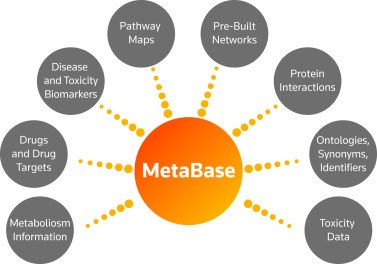 Pathway
Maps
Pre-Built
Networks
Disease
and Toxicity
Biomarkers
Protein
Interactions
Drugs
and Drug
Targets
MetaBase
Ontologies,
Synonyms,
Identifiers
Metaboliosm
Information
Toxicity
Data